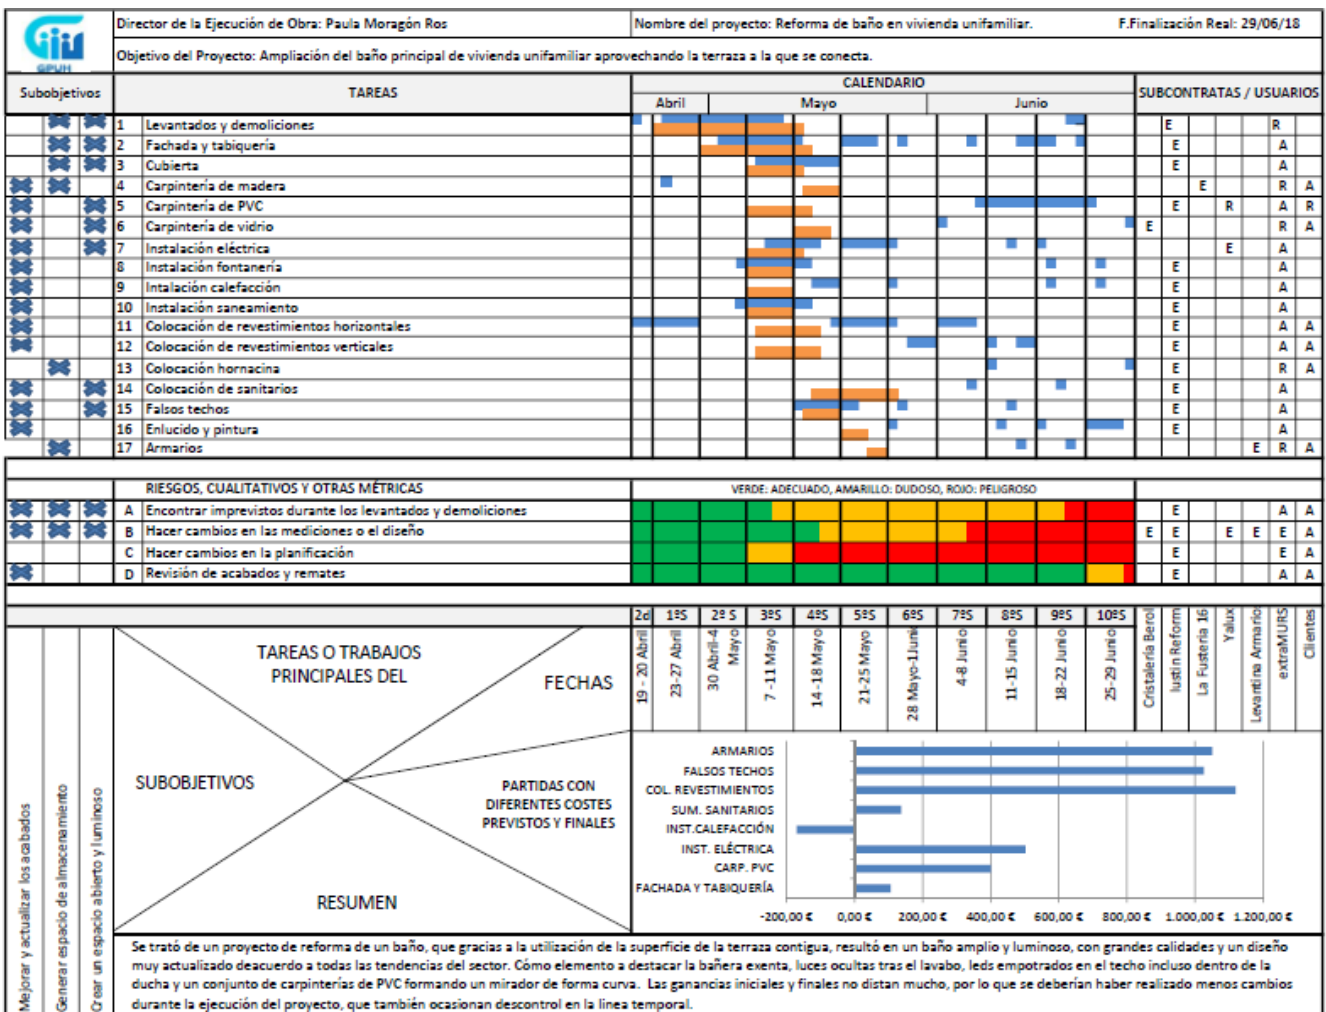 GPUH
Director de la Ejecución de Obra: Paula Moragón Ros
Nombre del proyecto: Reforma de baño en vivienda unifamiliar.
F.Finalización Real: 29/06/18
Objetivo del Proyecto: Ampliación del baño principal de vivienda unifamiliar aprovechando la terraza a la que se conecta.
Subobjetivos
TAREAS
CALENDARIO
SUBCONTRATAS / USUARIOS
Abril Mayo Junio
1 Levantados y demoliciones E R
2 Fachada y tabiquería E A
3 Cubierta E A
4 Carpintería de madera E R A
5 Carpintería de PVC E R A R
6 Carpintería de vidrio E R A
7 Instalación eléctrica E A
8 Instalación fontanería E A
9 Intalación calefacción E A
10 Instalación saneamiento E A
11 Colocación de revestimientos horizontales E A A
12 Colocación de revestimientos verticales E A A
13 Colocación hornacina E R A
14 Colocación de sanitarios E A
15 Falsos techos E A
16 Enlucido y pintura E A
17 Armarios E R A
RIESGOS, CUALITATIVOS Y OTRAS MÉTRICAS
VERDE: ADECUADO, AMARILLO: DUDOSO, ROJO: PELIGROSO
A Encontrar imprevistos durante los levantados y demoliciones E A A
B Hacer cambios en las mediciones o el diseño E E E E E A
C Hacer cambios en la planificación E E A
D Revisión de acabados y remates E A A
2d 1ºS 2º S 3ºS 4ºS 5ºS 6ºS 7ºS 8ºS 9ºS 10ºS
19 - 20 Abril
23-27 Abril
30 Abril-4
Mayo
7 -11 Mayo
14 -18 Mayo
21-25 Mayo
28 Mayo-1Junio
4-8 Junio
11-15 Junio
18-22 Junio
25-29 Junio
Cristalería Berol
Iustin Reform
La Fusteria 16
Yalux
Levantina Armario
extraMURS
Clientes
TAREAS O TRABAJOS
PRINCIPALES DEL
FECHAS
SUBOBJETIVOS
PARTIDAS CON
DIFERENTES COSTES
PREVISTOS Y FINALES
RESUMEN
Mejorar y actualizar los acabados
Generar espacio de almacenamiento
Crear un espacio abierto y luminoso
ARMARIOS
FALSOS TECHOS
COL. REVESTIMIENTOS
SUM. SANITARIOS
INST.CALEFACCIÓN
INST. ELÉCTRICA
CARP. PVC
FACHADA Y TABIQUERÍA
-200,00 € 0,00 € 200,00 € 400,00 € 600,00 € 800,00 € 1.000,00 € 1.200,00 €
Se trató de un proyecto de reforma de un baño, que gracias a la utilización de la superficie de la terraza contigua, resultó en un baño amplio y luminoso, con grandes calidades y un diseño
muy actualizado deacuerdo a todas las tendencias del sector. Cómo elemento a destacar la bañera exenta, luces ocultas tras el lavabo, leds empotrados en el techo incluso dentro de la
ducha y un conjunto de carpinterías de PVC formando un mirador de forma curva. Las ganancias iniciales y finales no distan mucho, por lo que se deberían haber realizado menos cambios
durante la ejecución del proyecto, que también ocasionan descontrol en la linea temporal.